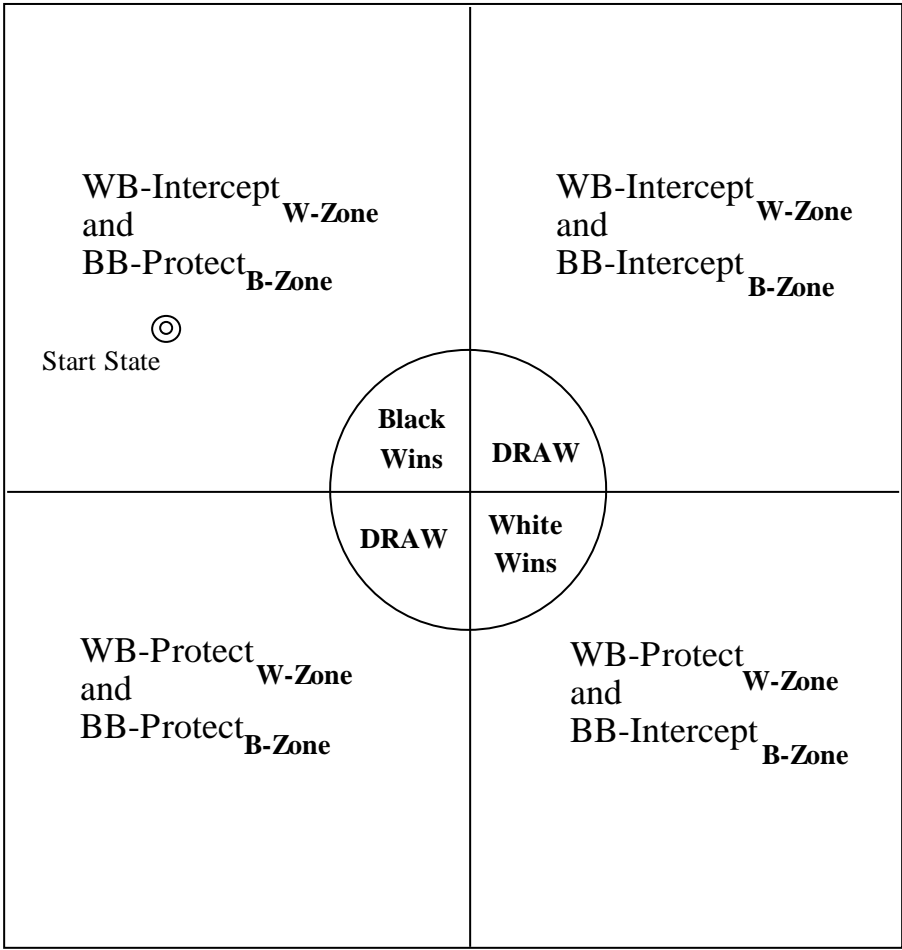 WB-Intercept W-Zone
and
BB-Protect B-Zone
Start State
WB-Intercept W-Zone
and
BB-Intercept B-Zone
Black
Wins
DRAW
DRAW
White
Wins
WB-Protect W-Zone
and
BB-Protect B-Zone
WB-Protect W-Zone
and
BB-Intercept B-Zone